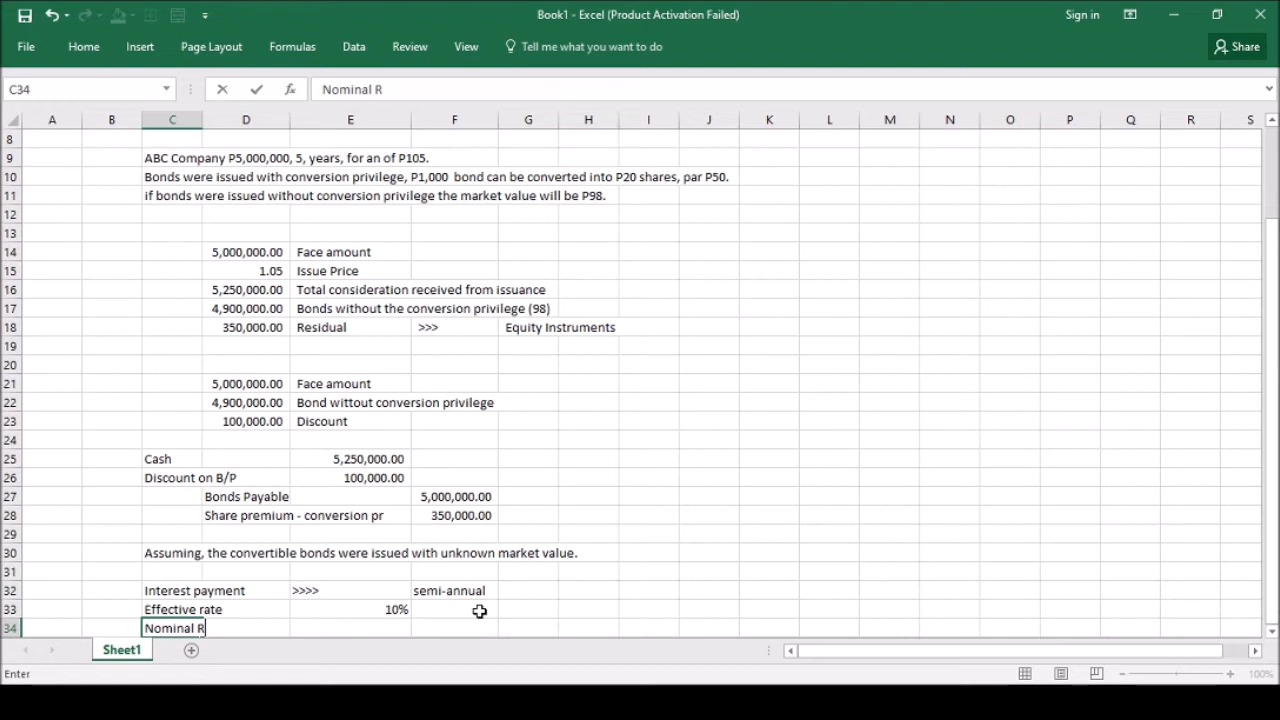 Book1 - Excel (Product Activation Failed)
Sign in
File Home Insert Page Layout Formulas Data Review View Tell me what you want to do Share
C34 fx Nominal R
A B C D E F G H I J K L M N O P Q R S
8
9 ABC Company P5,000,000, 5, years, for an of P105.
10 Bonds were issued with conversion privilege, P1,000 bond can be converted into P20 shares, par P50.
11 if bonds were issued without conversion privilege the market value will be P98.
12
13
14 5,000,000.00 Face amount
15 1.05 Issue Price
16 5,250,000.00 Total consideration received from issuance
17 4,900,000.00 Bonds without the conversion privilege (98)
18 350,000.00 Residual >>> Equity Instruments
19
20
21 5,000,000.00 Face amount
22 4,900,000.00 Bond wittout conversion privilege
23 100,000.00 Discount
24
25 Cash 5,250,000.00
26 Discount on B/P 100,000.00
27 Bonds Payable 5,000,000.00
28 Share premium - conversion pr 350,000.00
29
30 Assuming, the convertible bonds were issued with unknown market value.
31
32 Interest payment >>>> semi-annual
33 Effective rate 10%
34 Nominal R
Sheet1
Enter
100%